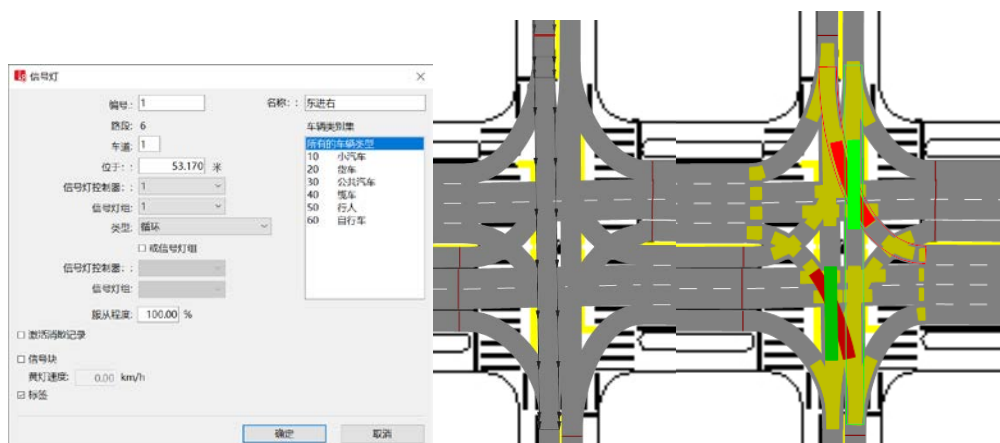 信号灯
编号: 1
名称: : 东进右
路段: 6
车道: 1
位于: : 53.170 米
信号灯控制器: : 1
信号灯组: : 1
类型: 循环
或信号灯组
信号灯控制器: :
信号灯组: :
服从程度: 100.00 %
车辆类别集
所有的车辆类型
10 小汽车
20 货车
30 公共汽车
40 缆车
50 行人
60 自行车
激活消散记录
信号块
黄灯速度: 0.00 km/h
标签
确定
取消